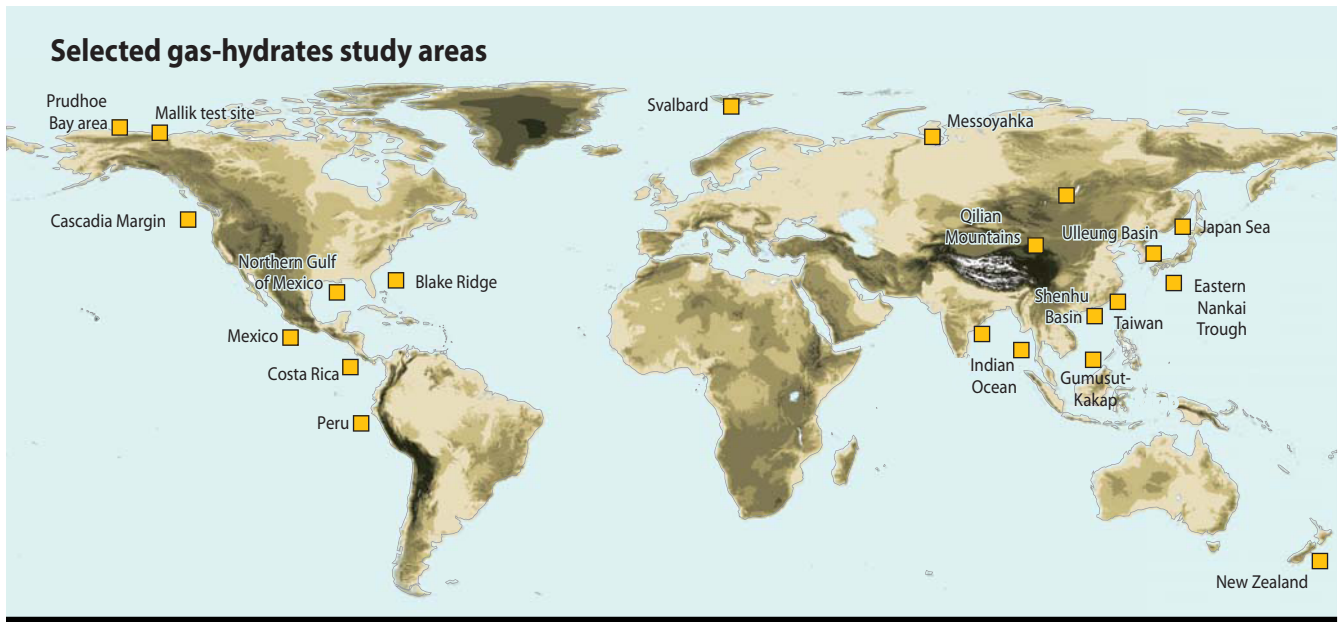 Selected gas-hydrates study areas
Prudhoe
Bay area
Mallik test site
Svalbard
Messoyahka
Cascadia Margin
Qilian
Mountains
Ulleung Basin
Japan Sea
Northern Gulf
of Mexico
Blake Ridge
Eastern
Nankai
Trough
Shenhu
Basin
Taiwan
Mexico
Costa Rica
Indian
Ocean
Gumusut-
Kakap
Peru
New Zealand